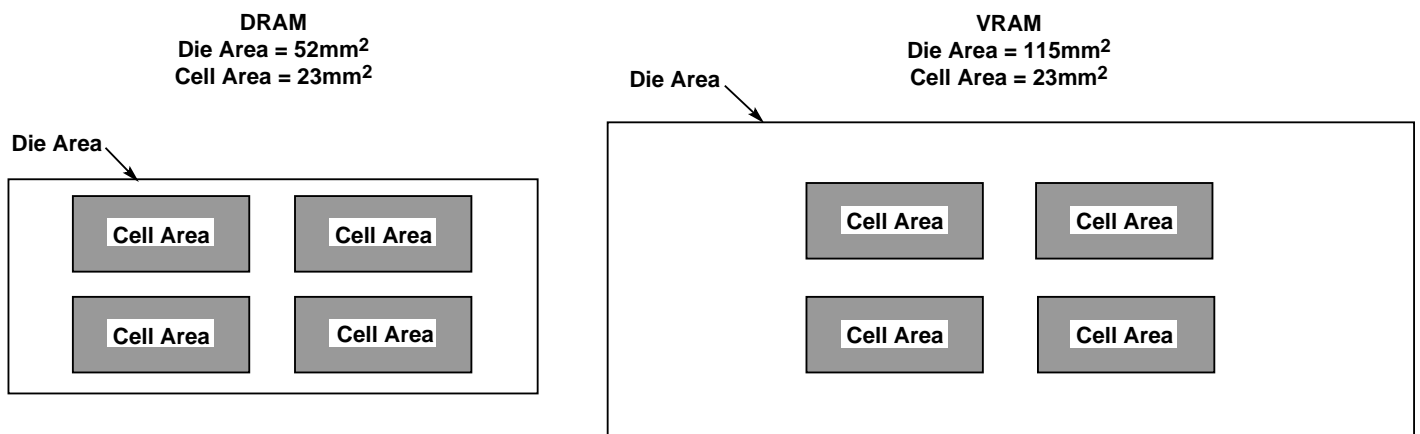 DRAM
Die Area = 52mm²
Cell Area = 23mm²
Die Area
Cell Area
Cell Area
Cell Area
Cell Area
VRAM
Die Area = 115mm²
Cell Area = 23mm²
Die Area
Cell Area
Cell Area
Cell Area
Cell Area